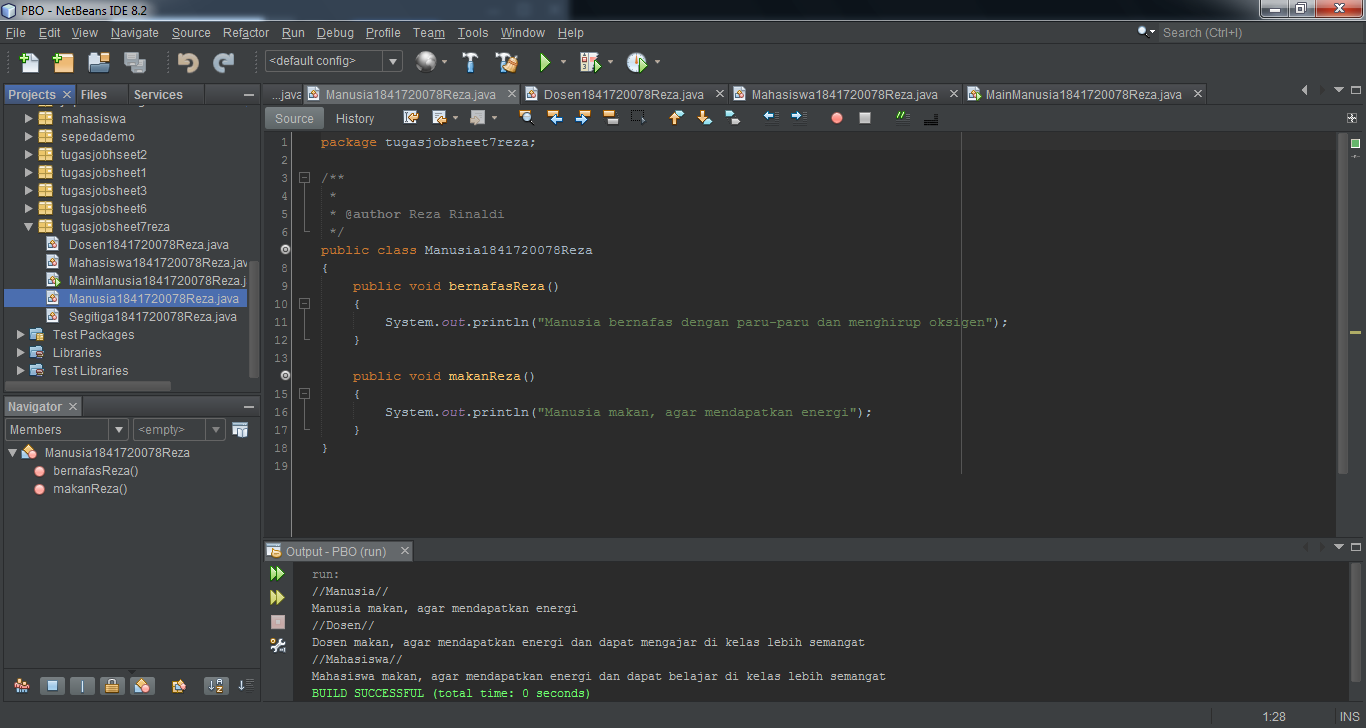 PBO - NetBeans IDE 8.2
File Edit View Navigate Source Refactor Run Debug Profile Team Tools Window Help
Search (Ctrl+I)
<default config>
Projects Files Services
mahasiswa
sepedademo
tugasjobhseet2
tugasjobsheet1
tugasjobsheet3
tugasjobsheet6
tugasjobsheet7reza
Dosen1841720078Reza.java
Mahasiswa1841720078Reza.jav
MainManusia1841720078Reza.j
Manusia1841720078Reza.java
Segitiga1841720078Reza.java
Test Packages
Libraries
Test Libraries
Navigator
Members <empty>
Manusia1841720078Reza
bernafasReza()
makanReza()
...java Manusia1841720078Reza.java Dosen1841720078Reza.java Mahasiswa1841720078Reza.java MainManusia1841720078Reza.java
Source History
1 package tugasjobsheet7reza;
2
3 /**
4 *
5 * @author Reza Rinaldi
6 */
public class Manusia1841720078Reza
8 {
9 public void bernafasReza()
10 {
11 System.out.println("Manusia bernafas dengan paru-paru dan menghirup oksigen");
12 }
13
public void makanReza()
15 {
16 System.out.println("Manusia makan, agar mendapatkan energi");
17 }
18 }
19
Output - PBO (run)
run:
//Manusia//
Manusia makan, agar mendapatkan energi
//Dosen//
Dosen makan, agar mendapatkan energi dan dapat mengajar di kelas lebih semangat
//Mahasiswa//
Mahasiswa makan, agar mendapatkan energi dan dapat belajar di kelas lebih semangat
BUILD SUCCESSFUL (total time: 0 seconds)
1:28 INS